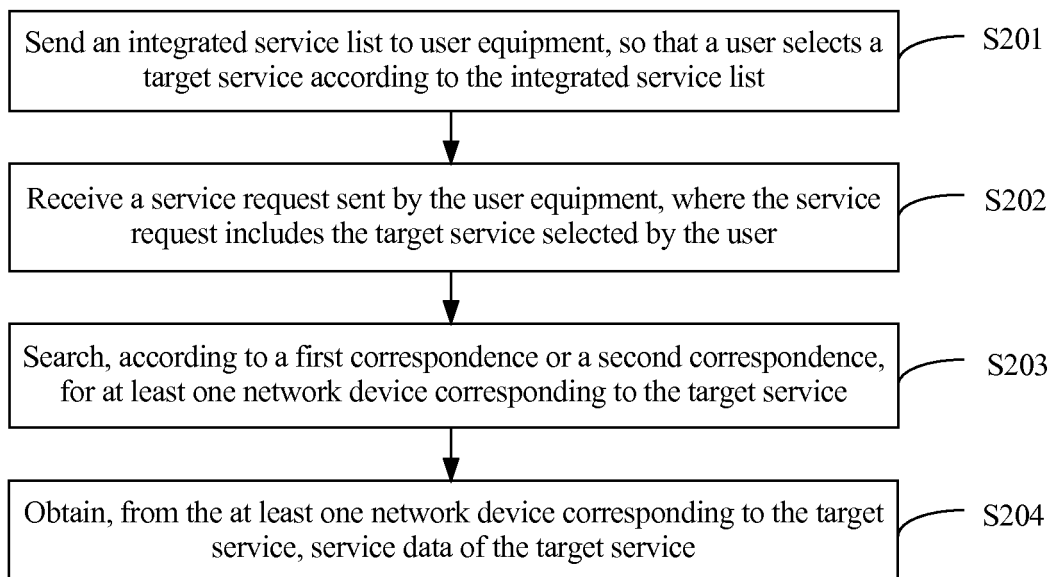 Send an integrated service list to user equipment, so that a user selects a
target service according to the integrated service list
S201
Receive a service request sent by the user equipment, where the service
request includes the target service selected by the user
S202
Search, according to a first correspondence or a second correspondence,
for at least one network device corresponding to the target service
S203
Obtain, from the at least one network device corresponding to the target
service, service data of the target service
S204